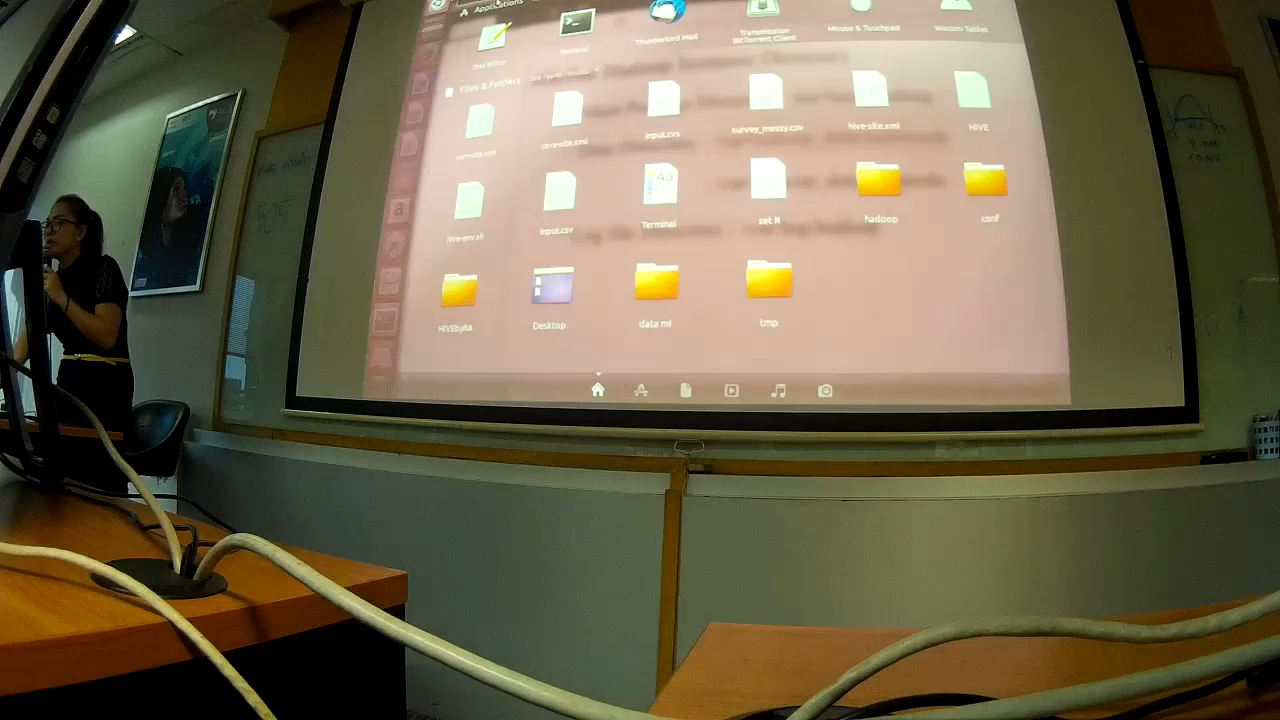 Applications
Text Editor
Terminal
Thunderbird Mail
Transmission
BitTorrent Client
Mouse & Touchpad
Wacom Tablet
Files & Folders
core-site.xml
input.cvs
survey_messy.csv
hive-site.xml
HIVE
hive-env.sh
input.csv
Terminal
set R
hadoop
conf
HIVEbyRA
Desktop
data ml
tmp